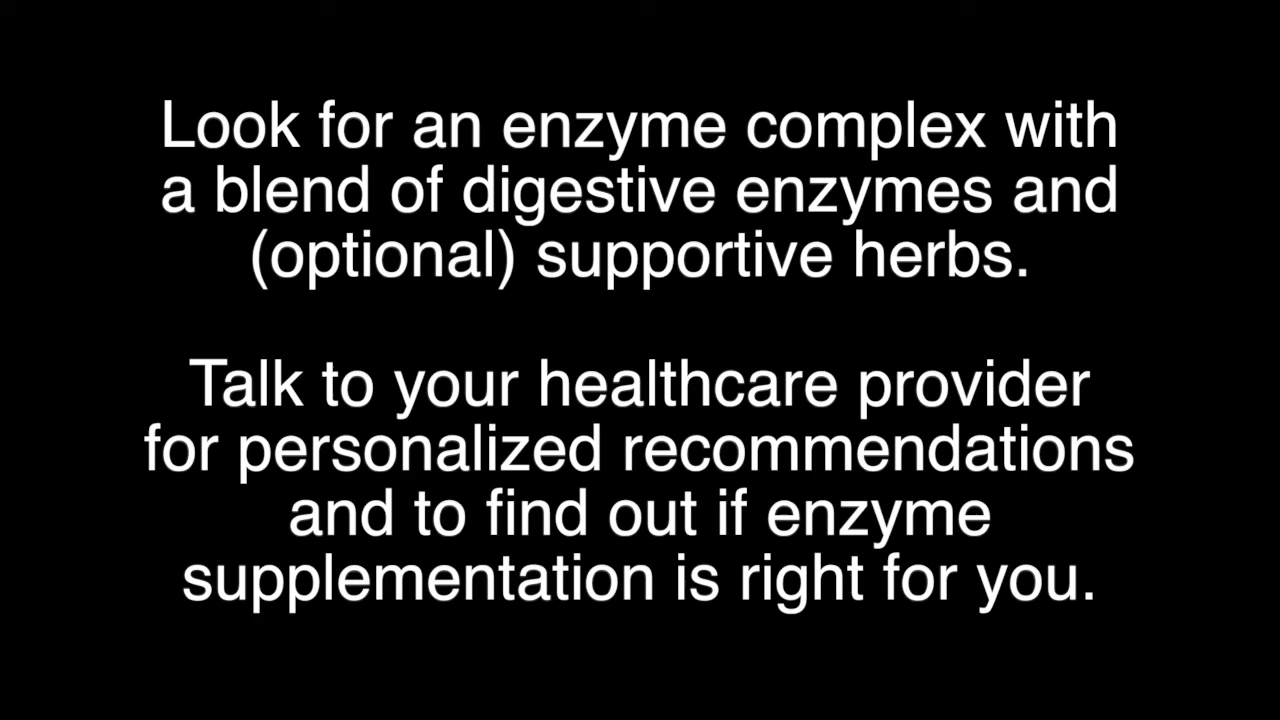 Look for an enzyme complex with
a blend of digestive enzymes and
(optional) supportive herbs.
Talk to your healthcare provider
for personalized recommendations
and to find out if enzyme
supplementation is right for you.